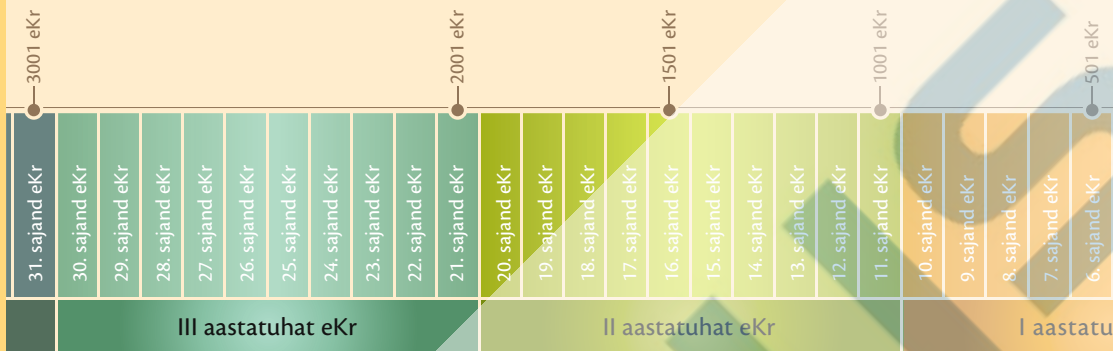 3001 eKr
2001 eKr
1501 eKr
1001 eKr
501 eKr
31. sajand eKr
30. sajand eKr
29. sajand eKr
28. sajand eKr
27. sajand eKr
26. sajand eKr
25. sajand eKr
24. sajand eKr
23. sajand eKr
22. sajand eKr
21. sajand eKr
20. sajand eKr
19. sajand eKr
18. sajand eKr
17. sajand eKr
16. sajand eKr
15. sajand eKr
14. sajand eKr
13. sajand eKr
12. sajand eKr
11. sajand eKr
10. sajand eKr
9. sajand eKr
8. sajand eKr
7. sajand eKr
6. sajand eKr
III aastatuhat eKr
II aastatuhat eKr
I aastatu